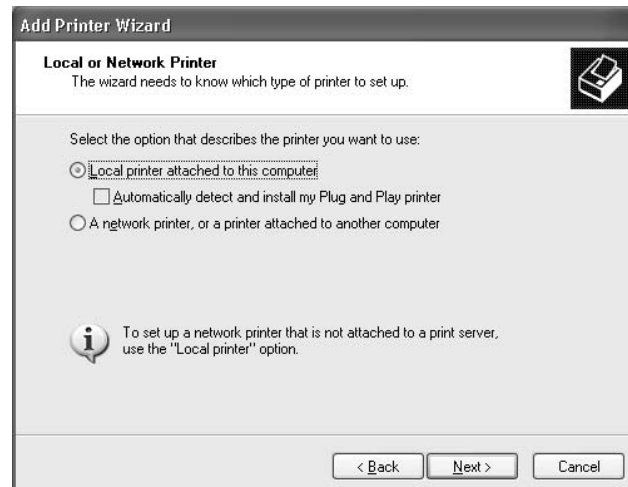 Add Printer Wizard
Local or Network Printer
The wizard needs to know which type of printer to set up.
Select the option that describes the printer you want to use:
Local printer attached to this computer
Automatically detect and install my Plug and Play printer
A network printer, or a printer attached to another computer
To set up a network printer that is not attached to a print server,
use the "Local printer" option.
< Back Next > Cancel